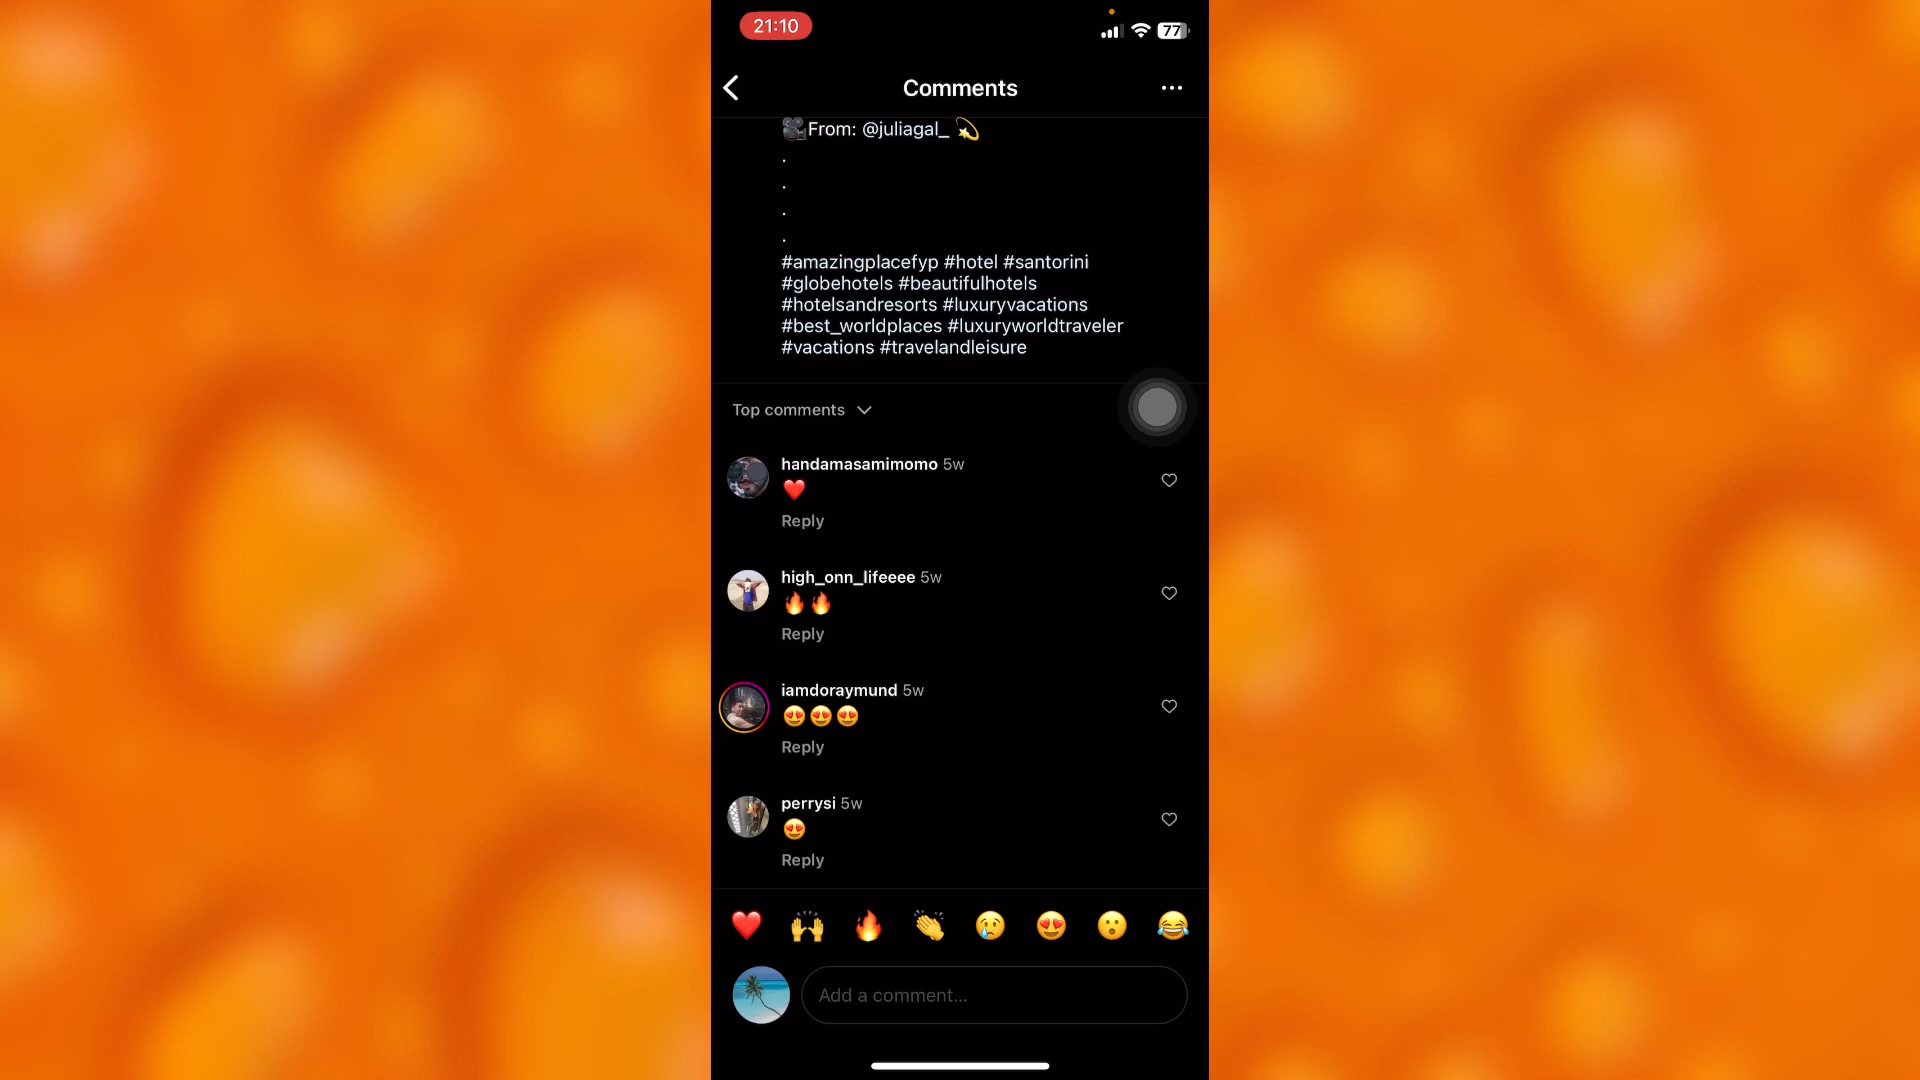 21:10
77
Comments
🎥From: @juliagal_ 💫
.
.
.
.
#amazingplacefyp #hotel #santorini
#globehotels #beautifulhotels
#hotelsandresorts #luxuryvacations
#best_worldplaces #luxuryworldtraveler
#vacations #travelandleisure
Top comments
handamasamimomo 5w
❤️
Reply
high_onn_lifeeee 5w
🔥🔥
Reply
iamdoraymund 5w
😍😍😍
Reply
perrysi 5w
😍
Reply
❤️🙌🔥👏😢😍😮😂
Add a comment...